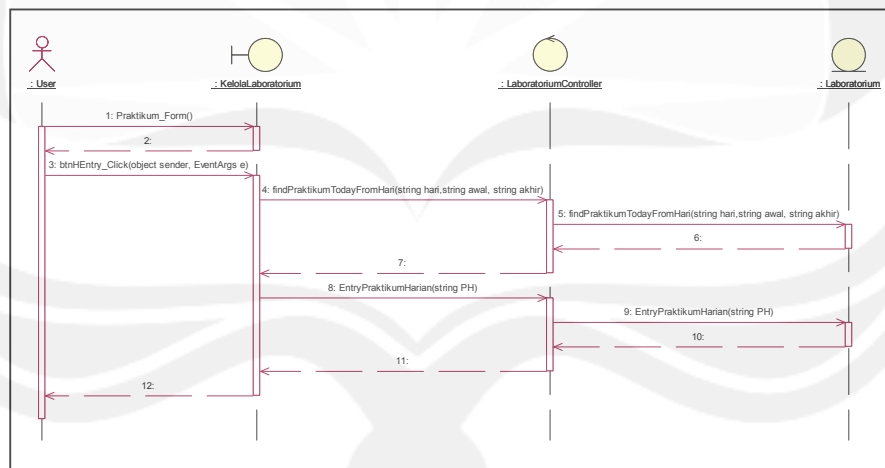 : User
: KelolaLaboratorium
: LaboratoriumController
: Laboratorium
1: Praktikum_Form()
2:
3: btnHEntry_Click(object sender, EventArgs e)
4: findPraktikumTodayFromHari(string hari,string awal, string akhir)
5: findPraktikumTodayFromHari(string hari,string awal, string akhir)
6:
7:
8: EntryPraktikumHarian(string PH)
9: EntryPraktikumHarian(string PH)
10:
11:
12: